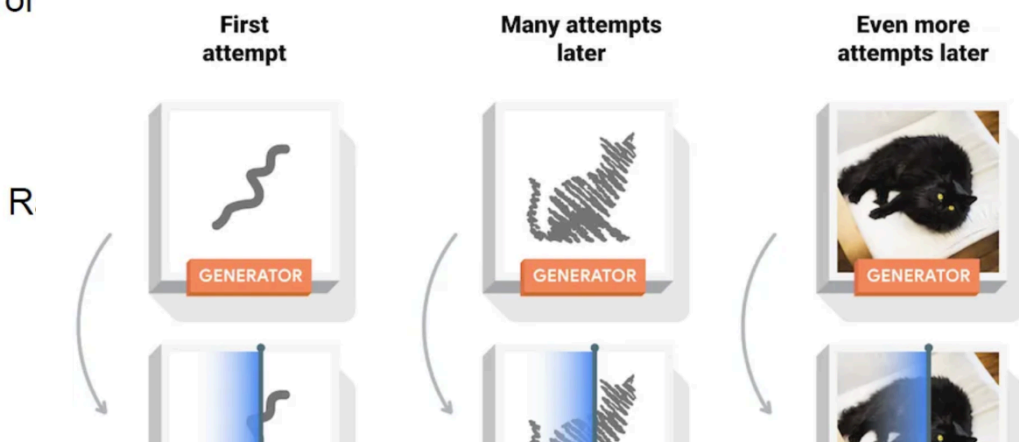 First
attempt
Many attempts
later
Even more
attempts later
R
GENERATOR
GENERATOR
GENERATOR